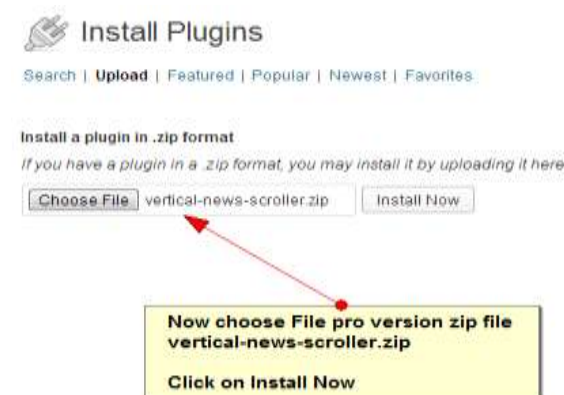 Install Plugins
Search | Upload | Featured | Popular | Newest | Favorites
Install a plugin in .zip format
If you have a plugin in a .zip format, you may install it by uploading it here
Choose File vertical-news-scroller.zip Install Now
Now choose File pro version zip file
vertical-news-scroller.zip
Click on Install Now